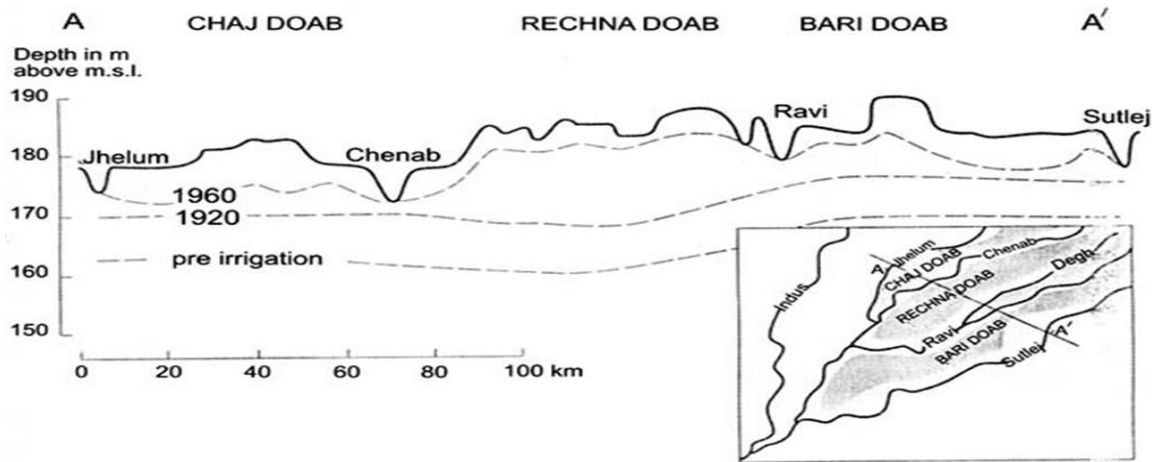 A CHAJ DOAB RECHNA DOAB BARI DOAB A′
Depth in m
above m.s.l.
190
Ravi
Sutlej
180
Jhelum
Chenab
1960
170
1920
pre irrigation
160
150
0 20 40 60 80 100 km
Indus
A
Jhelum
CHAJ DOAB
Chenab
Degh
RECHNA DOAB
Ravi
BARI DOAB
A′
Sutlej